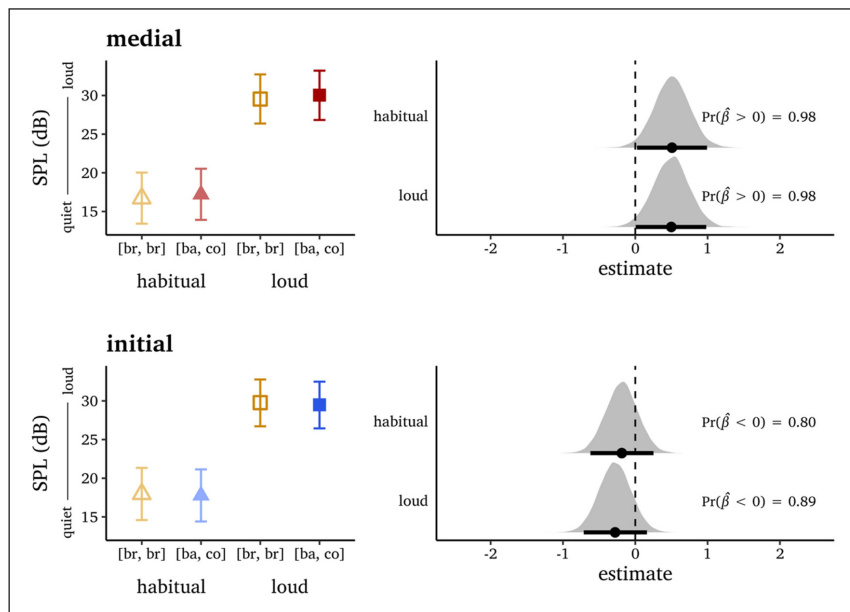 medial
SPL (dB)
quiet
loud
30
25
20
15
[br, br] [ba, co] [br, br] [ba, co]
habitual loud
habitual
Pr(β̂ > 0) = 0.98
loud
Pr(β̂ > 0) = 0.98
-2 -1 0 1 2
estimate
initial
SPL (dB)
quiet
loud
30
25
20
15
[br, br] [ba, co] [br, br] [ba, co]
habitual loud
habitual
Pr(β̂ < 0) = 0.80
loud
Pr(β̂ < 0) = 0.89
-2 -1 0 1 2
estimate